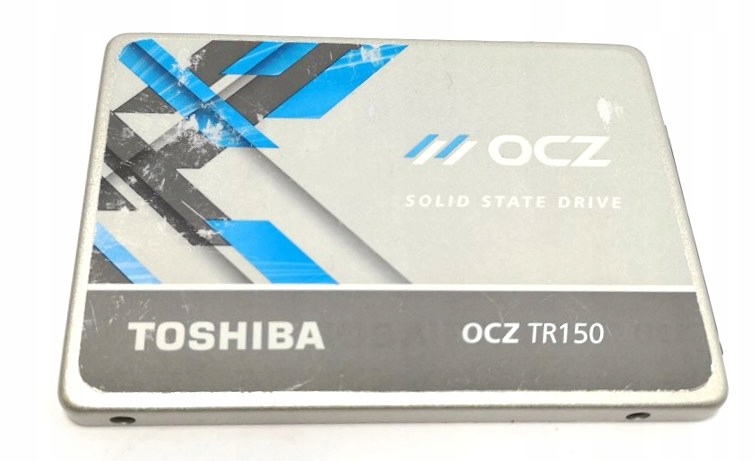 OCZ
SOLID STATE DRIVE
TOSHIBA
OCZ TR150